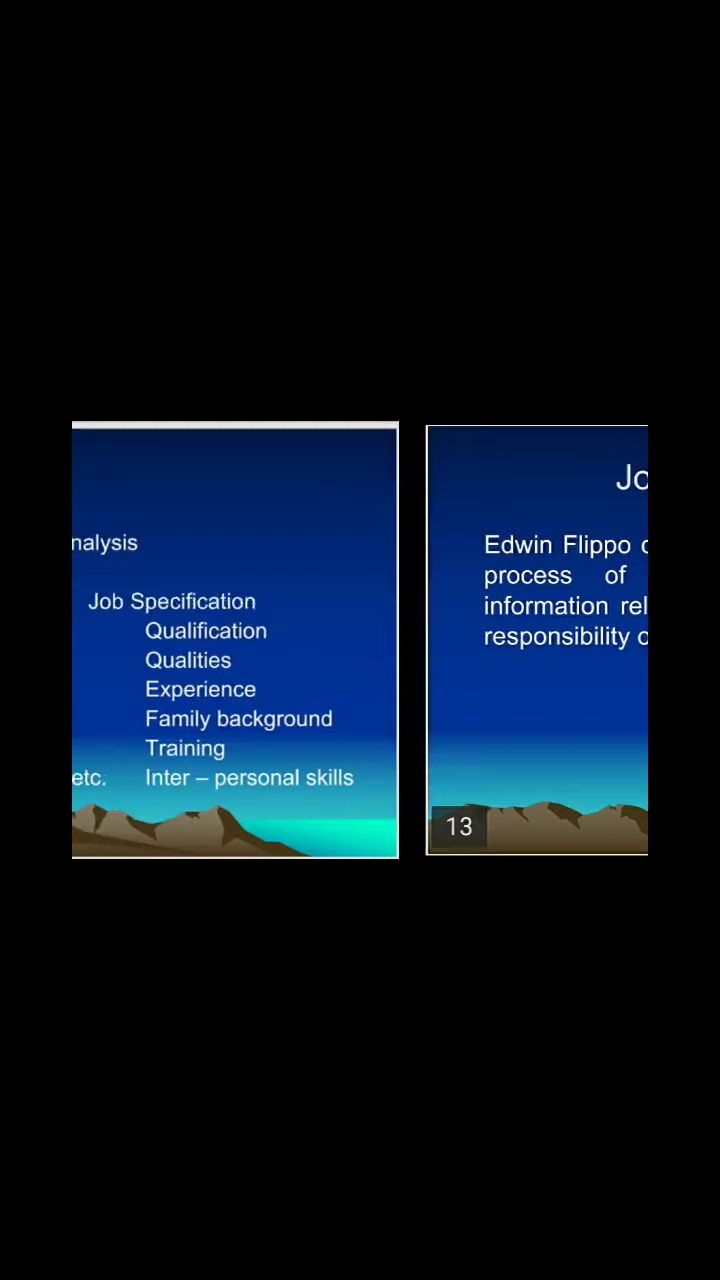 nalysis
Job Specification
Qualification
Qualities
Experience
Family background
Training
etc. Inter – personal skills
Jo
Edwin Flippo
process of
information rel
responsibility
13